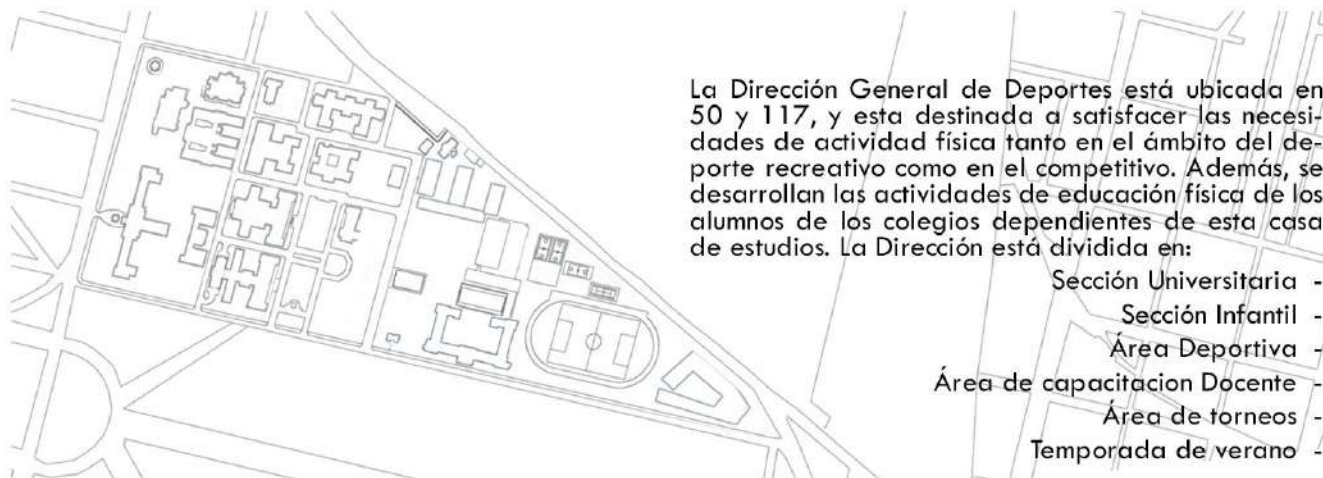 La Dirección General de Deportes está ubicada en
50 y 117, y esta destinada a satisfacer las necesi-
dades de actividad física tanto en el ámbito del de-
porte recreativo como en el competitivo. Además, se
desarrollan las actividades de educación física de los
alumnos de los colegios dependientes de esta casa
de estudios. La Dirección está dividida en:
Sección Universitaria -
Sección Infantil -
Área Deportiva -
Área de capacitacion Docente -
Área de torneos -
Temporada de verano -